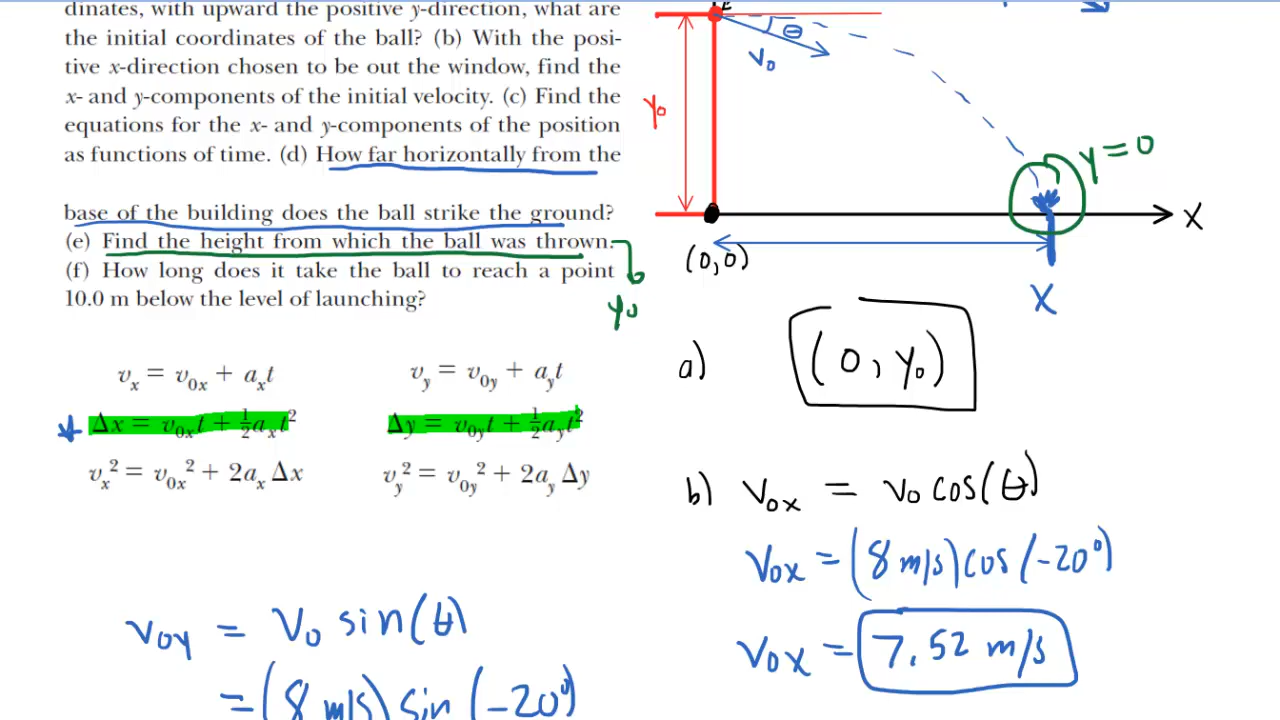 dinates, with upward the positive y-direction, what are
the initial coordinates of the ball? (b) With the posi-
tive x-direction chosen to be out the window, find the
x- and y-components of the initial velocity. (c) Find the
equations for the x- and y-components of the position
as functions of time. (d) How far horizontally from the
base of the building does the ball strike the ground?
(e) Find the height from which the ball was thrown.
(f) How long does it take the ball to reach a point
10.0 m below the level of launching?
y₀
vₓ = v₀ₓ + aₓt
v_y = v₀y + a_yt
Δx = v₀ₓt + ½aₓt²
Δy = v₀yt + ½a_yt²
vₓ² = v₀ₓ² + 2aₓ Δx
v_y² = v₀y² + 2a_y Δy
v₀y = v₀ sin(θ)
= (8 m/s) sin(-20°)
θ
v₀
y₀
y=0
X
(0,0)
X
a) (0, y₀)
b) v₀x = v₀ cos(θ)
v₀x = (8 m/s) cos(-20°)
v₀x = 7.52 m/s